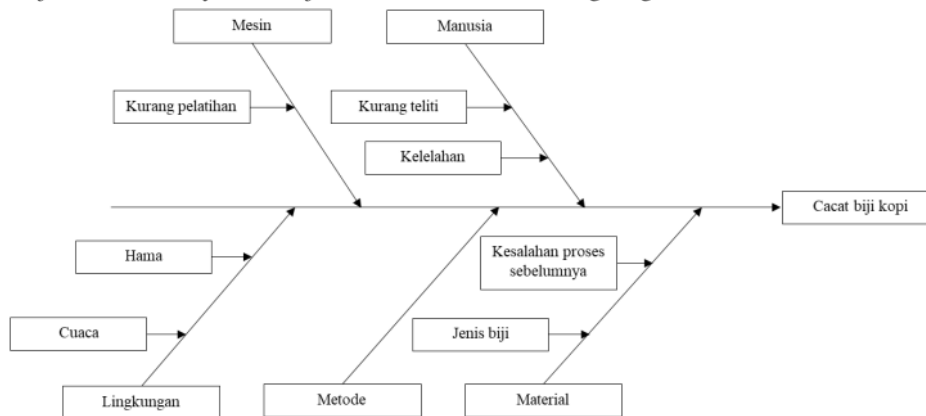 Mesin
Manusia
Kurang pelatihan
Kurang teliti
Kelelahan
Cacat biji kopi
Hama
Kesalahan proses
sebelumnya
Cuaca
Jenis biji
Lingkungan
Metode
Material